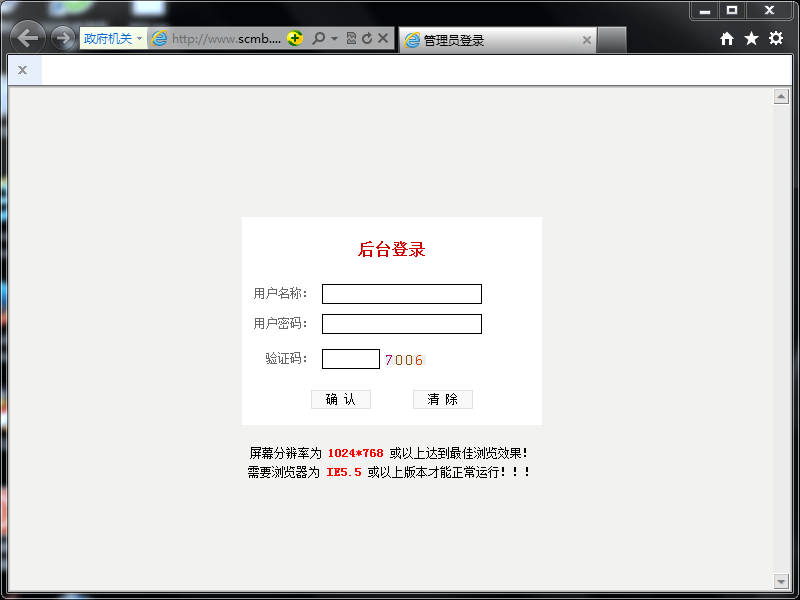 政府机关
http://www.scmb....
管理员登录
后台登录
用户名称：
用户密码：
验证码： 7006
确 认 清 除
屏幕分辨率为 1024*768 或以上达到最佳浏览效果！
需要浏览器为 IE5.5 或以上版本才能正常运行！！！